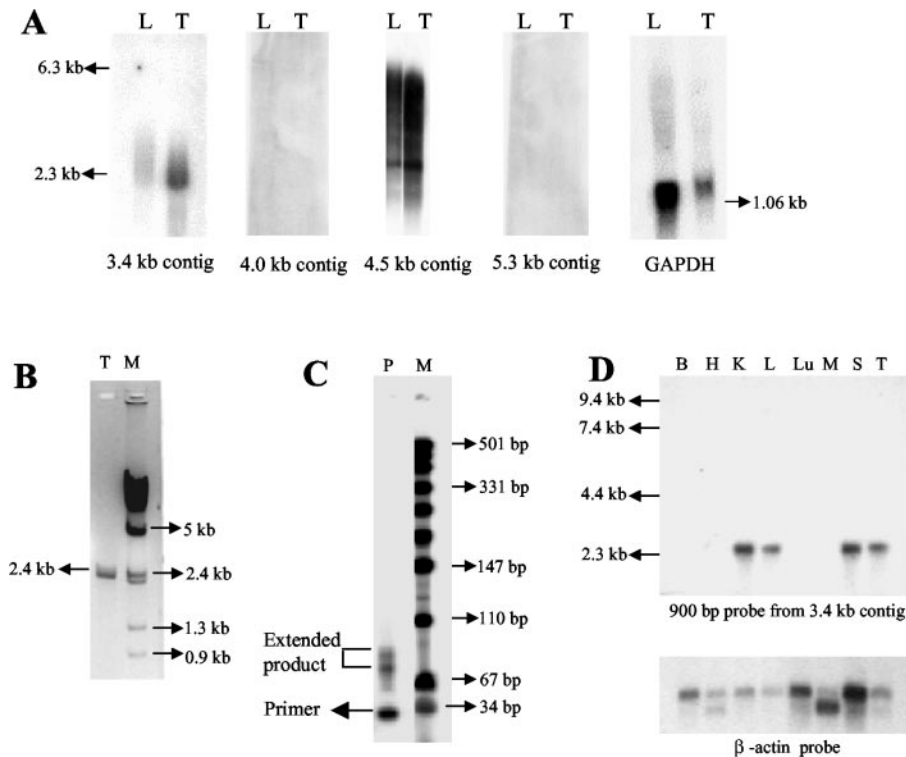 A
L T L T L T L T L T
6.3 kb
2.3 kb
1.06 kb
3.4 kb contig 4.0 kb contig 4.5 kb contig 5.3 kb contig GAPDH
B
T M
5 kb
2.4 kb 2.4 kb
1.3 kb
0.9 kb
C
P M
501 bp
331 bp
147 bp
110 bp
Extended
product
67 bp
Primer 34 bp
D
B H K L Lu M S T
9.4 kb
7.4 kb
4.4 kb
2.3 kb
900 bp probe from 3.4 kb contig
β -actin probe